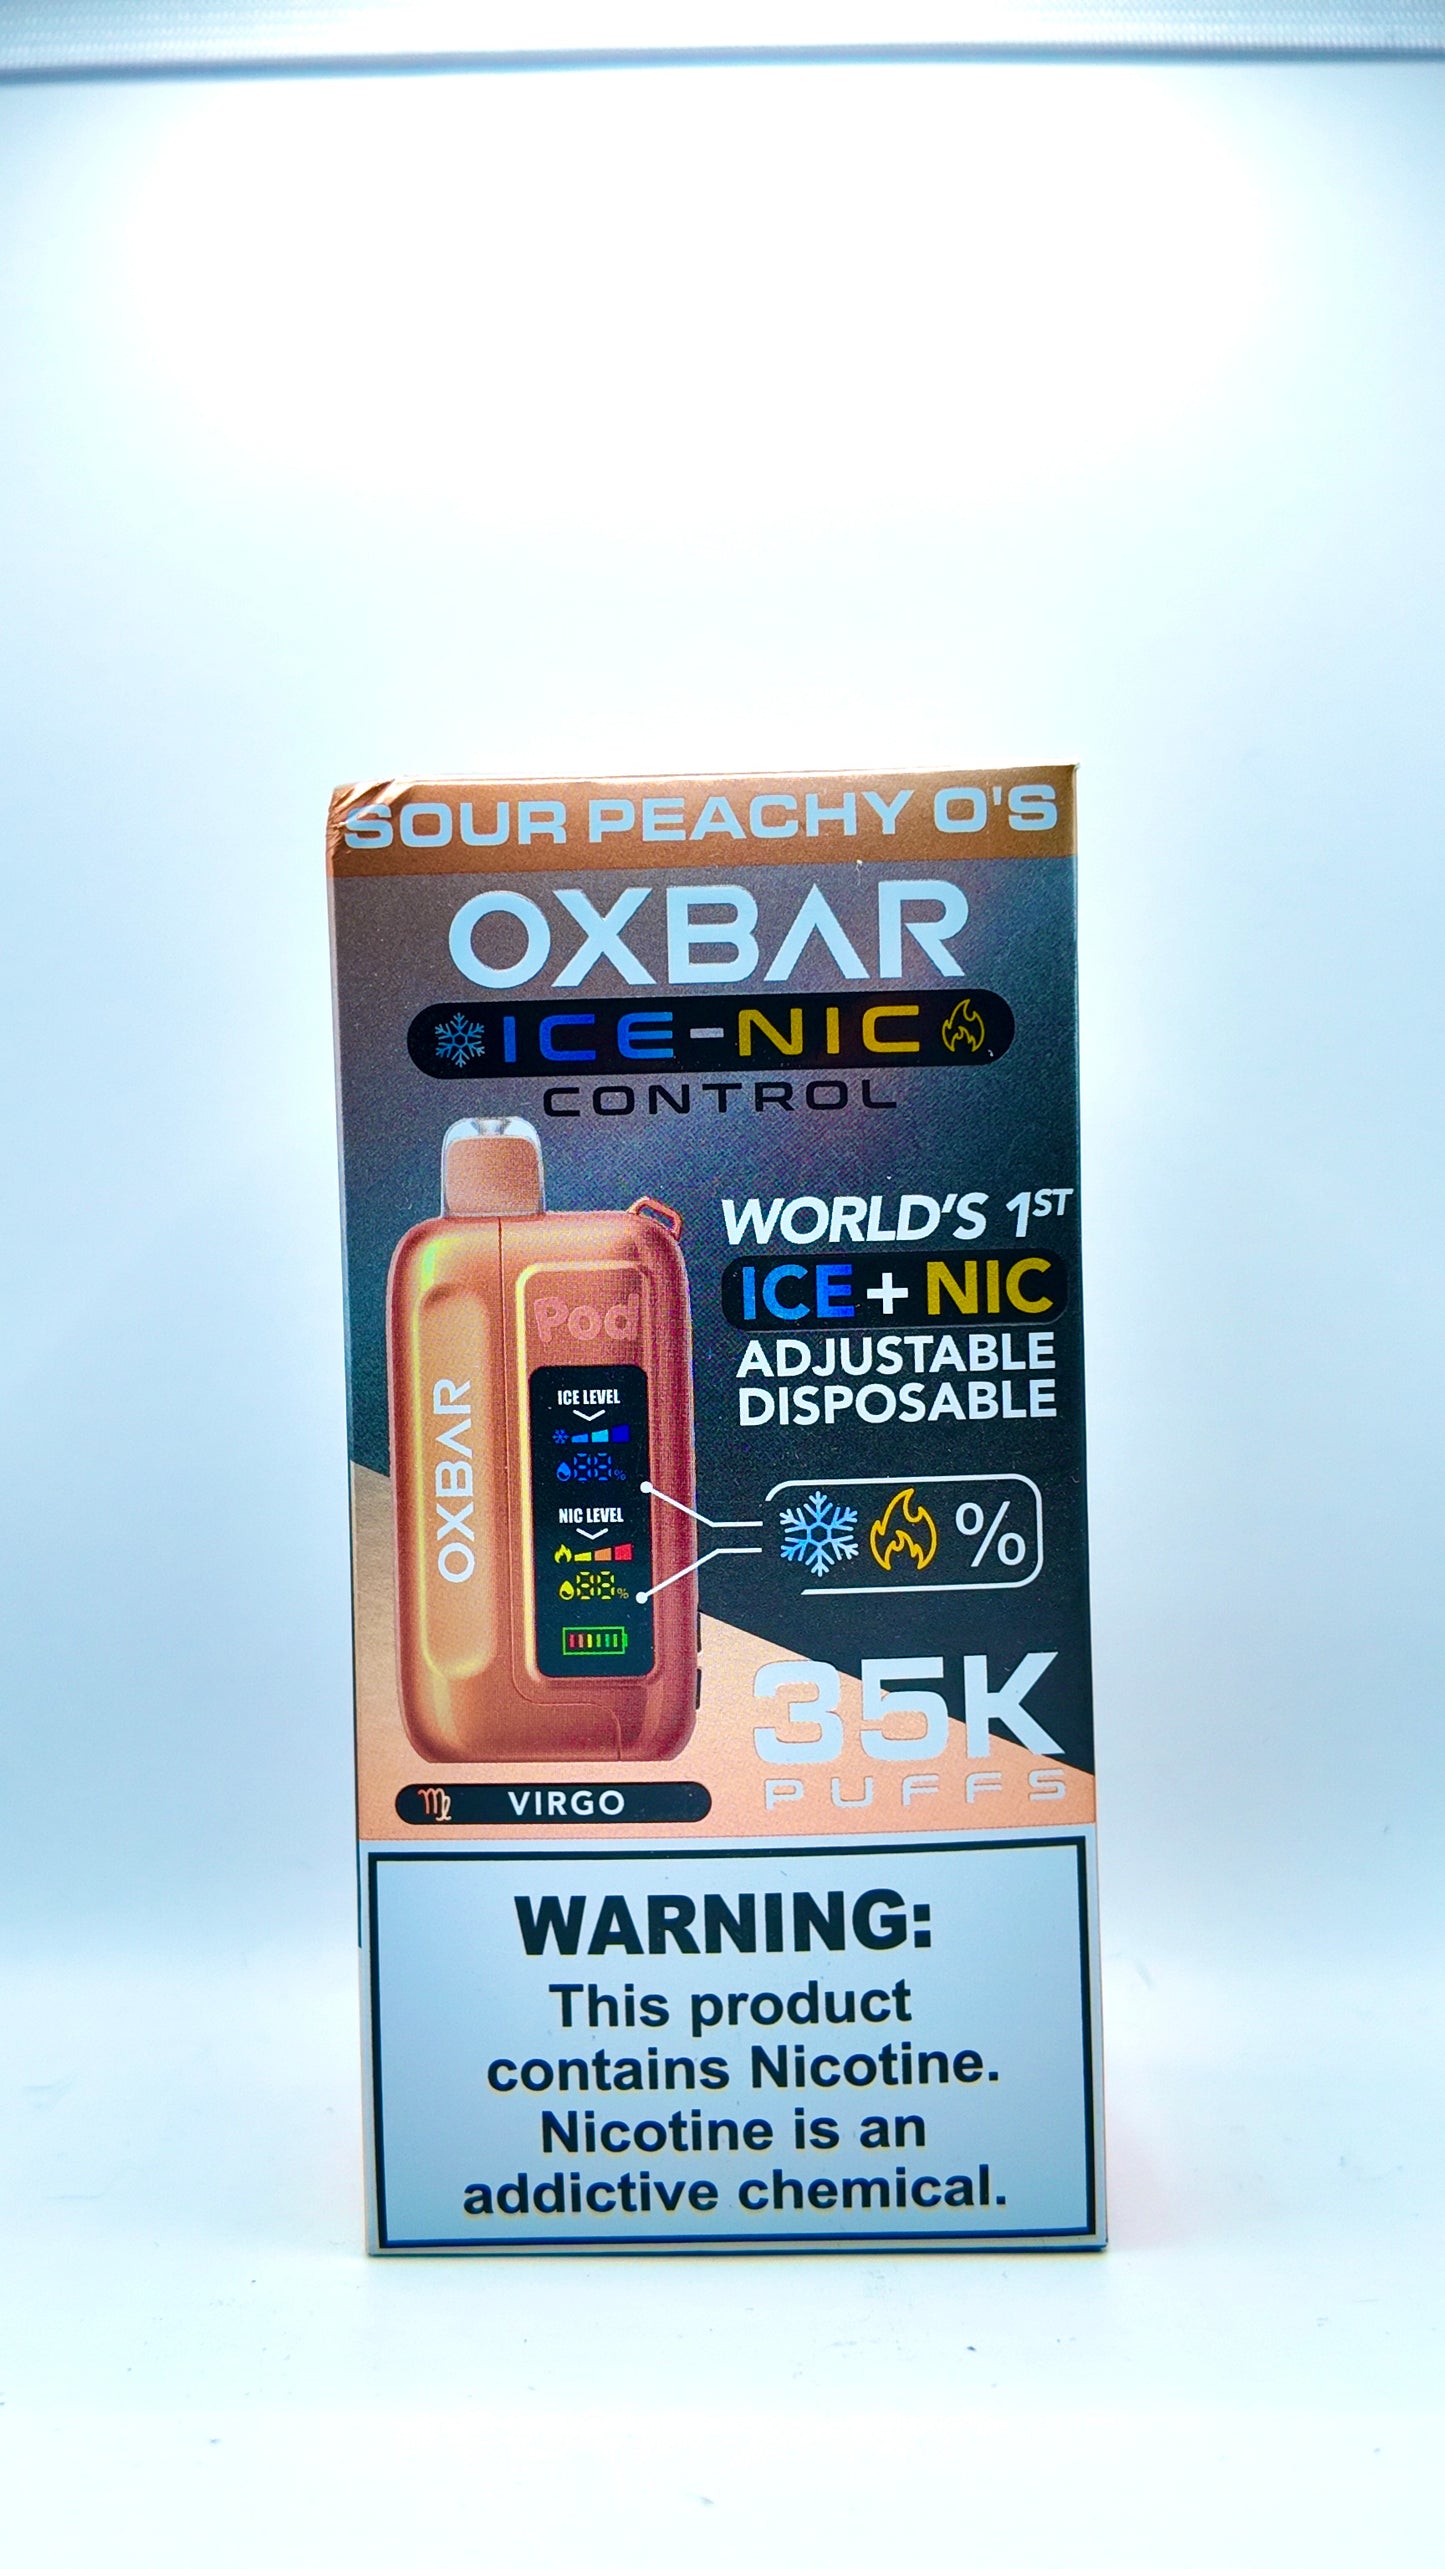 SOUR PEACHY O'S
OXBAR
ICE-NIC
CONTROL
WORLD'S 1ST
ICE + NIC
ADJUSTABLE
DISPOSABLE
Pod
OXBAR
ICE LEVEL
88%
NIC LEVEL
88%
%
35K
PUFFS
VIRGO
WARNING:
This product
contains Nicotine.
Nicotine is an
addictive chemical.